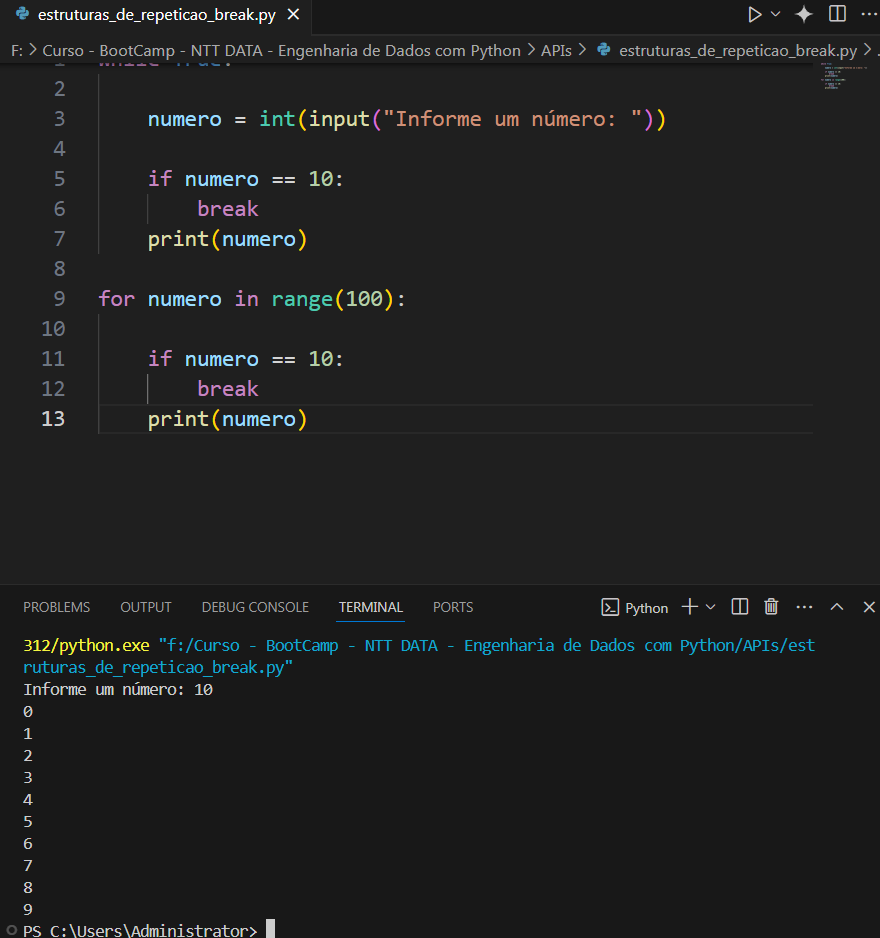 estruturas_de_repeticao_break.py
F: > Curso - BootCamp - NTT DATA - Engenharia de Dados com Python > APIs > estruturas_de_repeticao_break.py > .
2
3 numero = int(input("Informe um número: "))
4
5 if numero == 10:
6 break
7 print(numero)
8
9 for numero in range(100):
10
11 if numero == 10:
12 break
13 print(numero)
PROBLEMS OUTPUT DEBUG CONSOLE TERMINAL PORTS Python
312/python.exe "f:/Curso - BootCamp - NTT DATA - Engenharia de Dados com Python/APIs/est
ruturas_de_repeticao_break.py"
Informe um número: 10
0
1
2
3
4
5
6
7
8
9
PS C:\Users\Administrator>